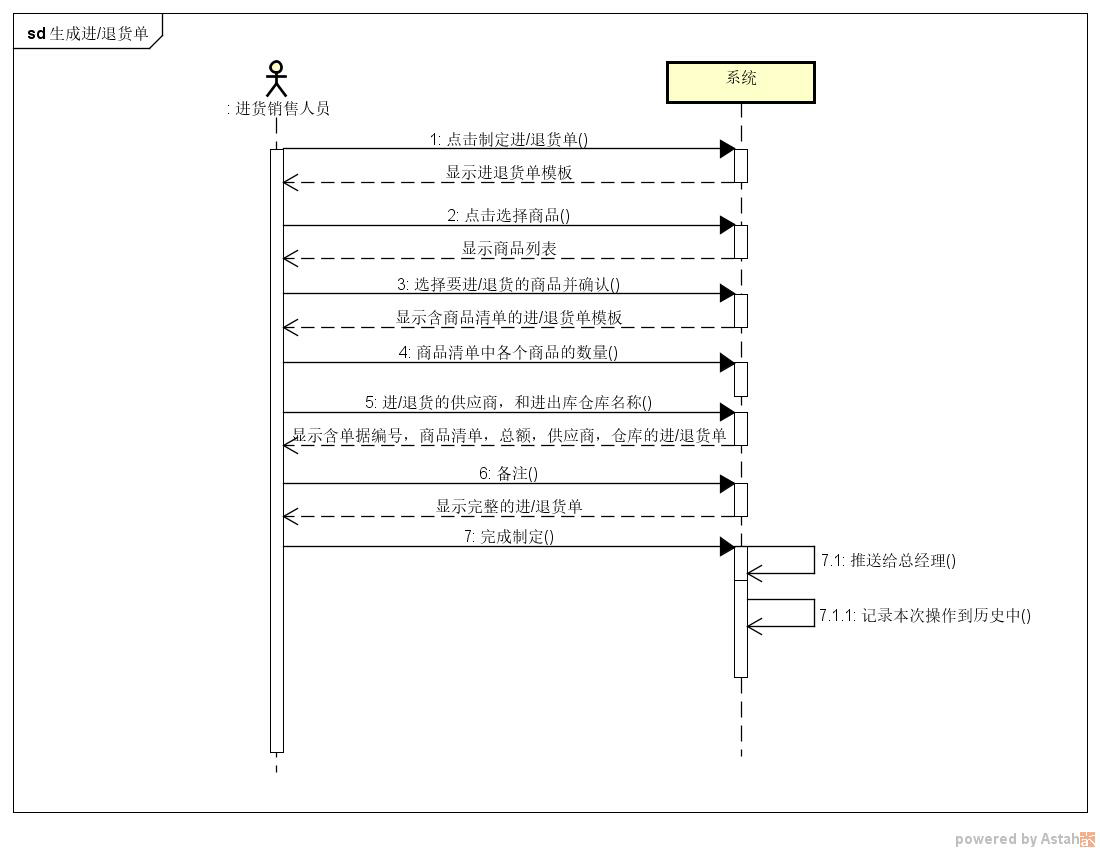 sd 生成进/退货单
: 进货销售人员
系统
1: 点击制定进/退货单()
显示进退货单模板
2: 点击选择商品()
显示商品列表
3: 选择要进/退货的商品并确认()
显示含商品清单的进/退货单模板
4: 商品清单中各个商品的数量()
5: 进/退货的供应商，和进出库仓库名称()
显示含单据编号，商品清单，总额，供应商，仓库的进/退货单
6: 备注()
显示完整的进/退货单
7: 完成制定()
7.1: 推送给总经理()
7.1.1: 记录本次操作到历史中()
powered by Astah